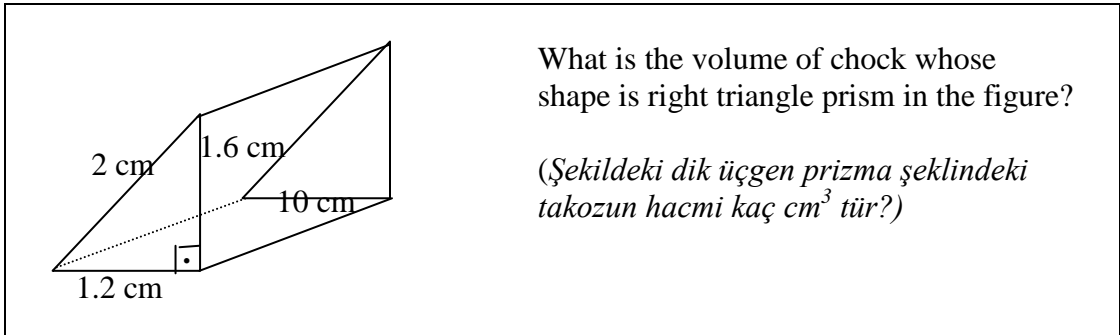 What is the volume of chock whose
shape is right triangle prism in the figure?
(Şekildeki dik üçgen prizma şeklindeki
takozun hacmi kaç cm³ tür?)
2 cm
1.6 cm
10 cm
1.2 cm